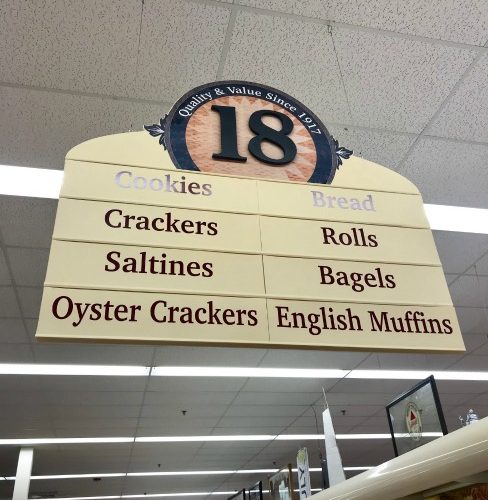 Quality & Value Since 1917
18
Cookies
Bread
Crackers
Rolls
Saltines
Bagels
Oyster Crackers
English Muffins